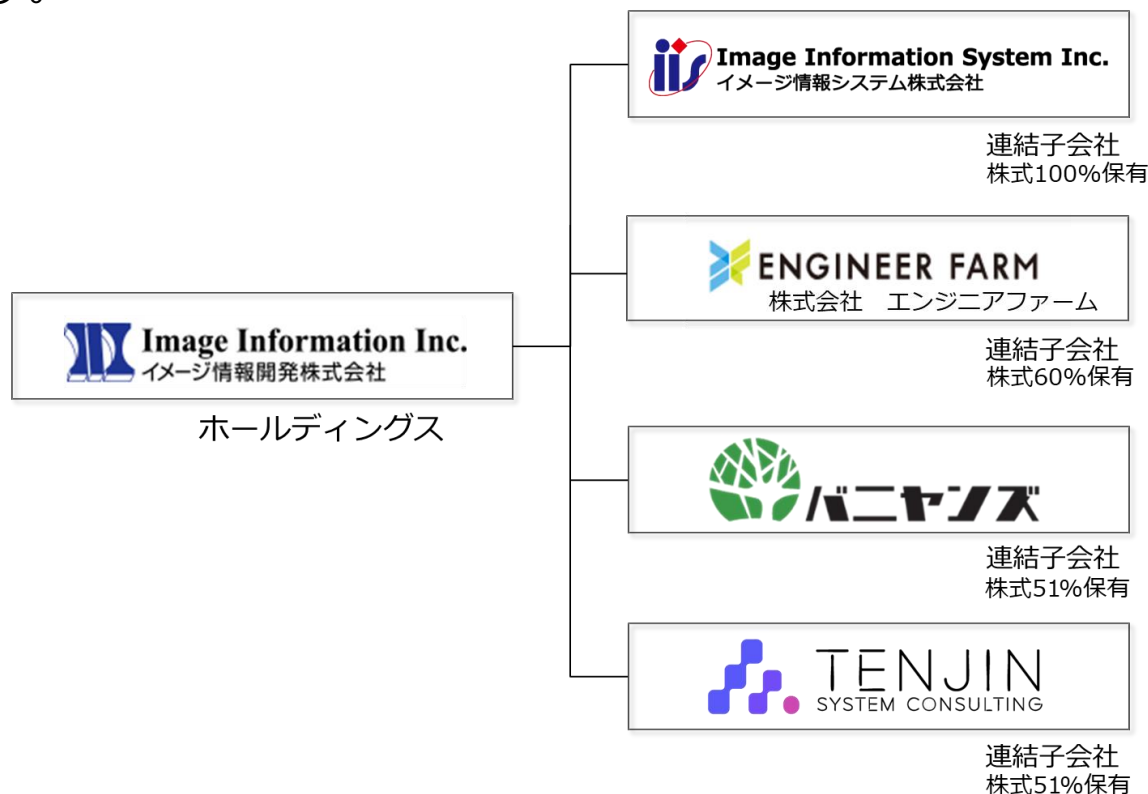 す。
Image Information System Inc.
イメージ情報システム株式会社
連結子会社
株式100%保有
ENGINEER FARM
株式会社　エンジニアファーム
連結子会社
株式60%保有
Image Information Inc.
イメージ情報開発株式会社
ホールディングス
バニヤンズ
連結子会社
株式51%保有
TENJIN
SYSTEM CONSULTING
連結子会社
株式51%保有